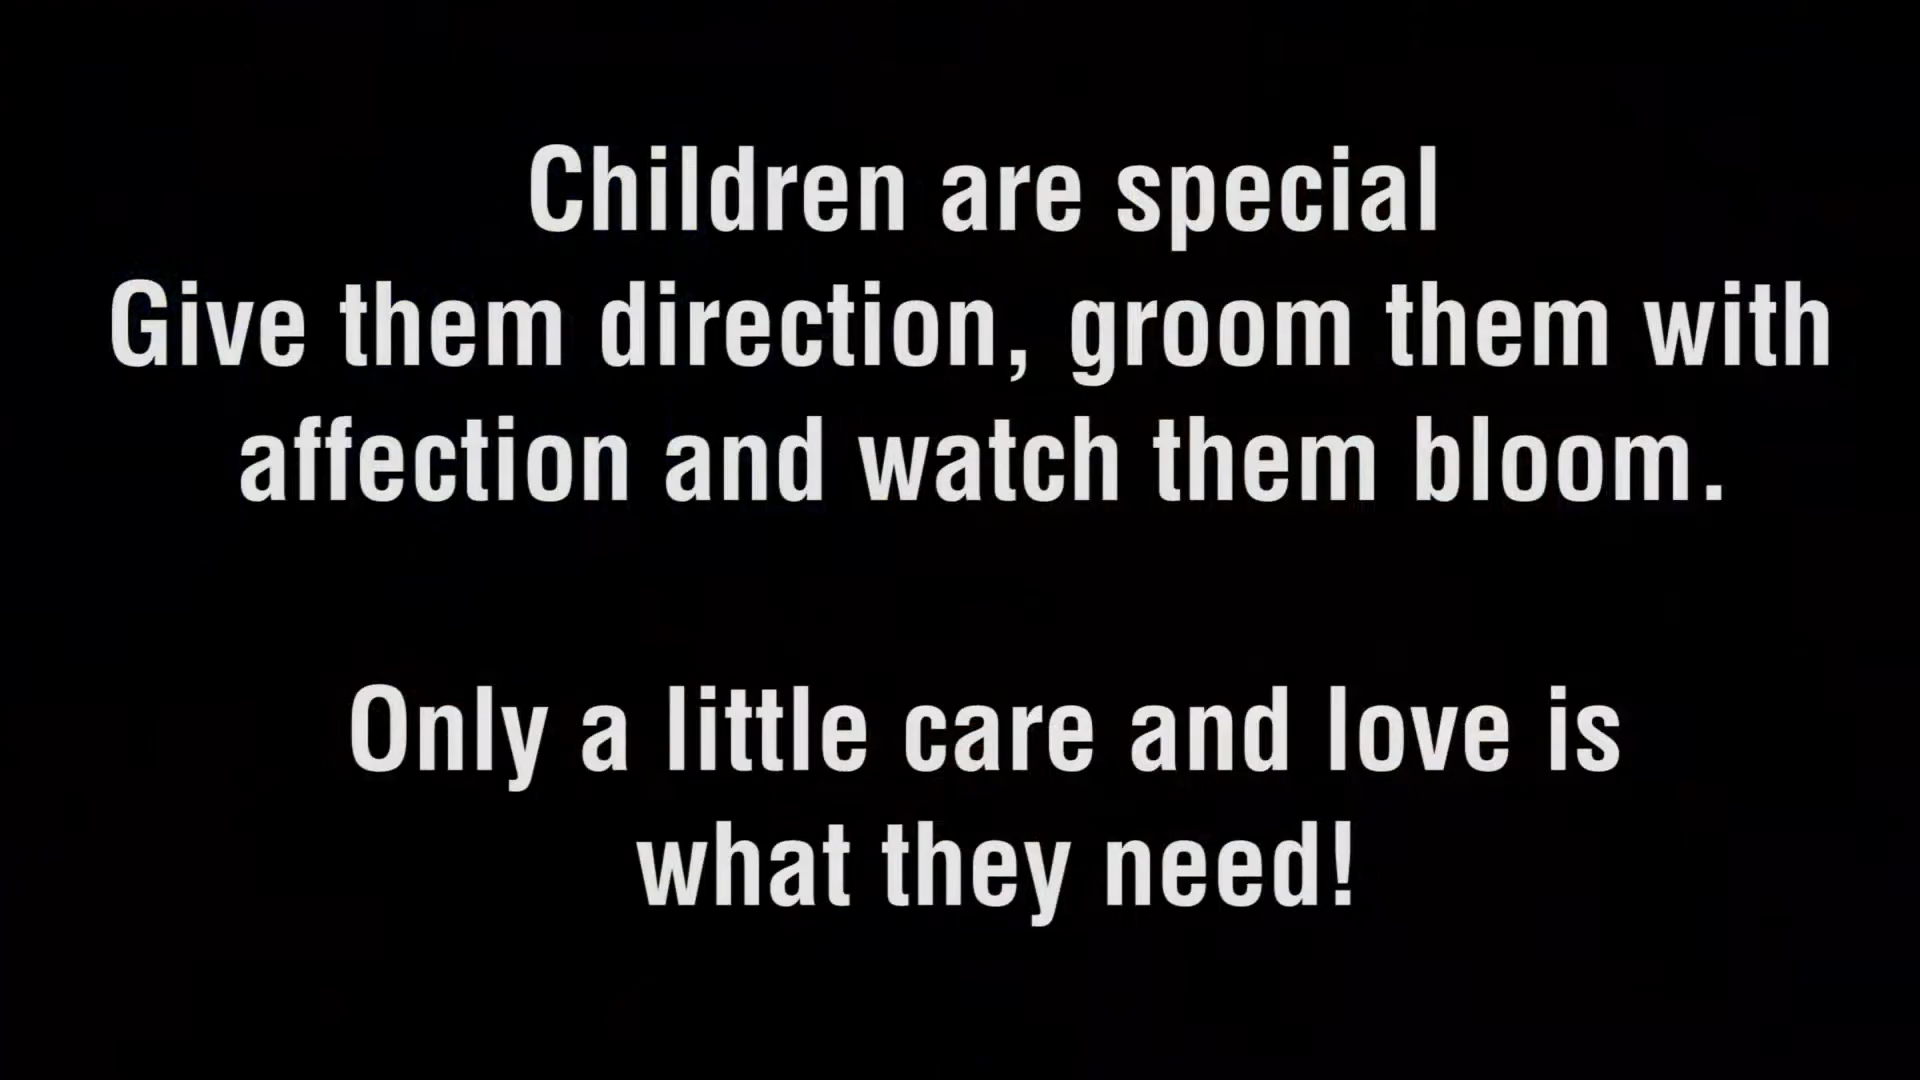 Children are special
Give them direction, groom them with
affection and watch them bloom.
Only a little care and love is
what they need!